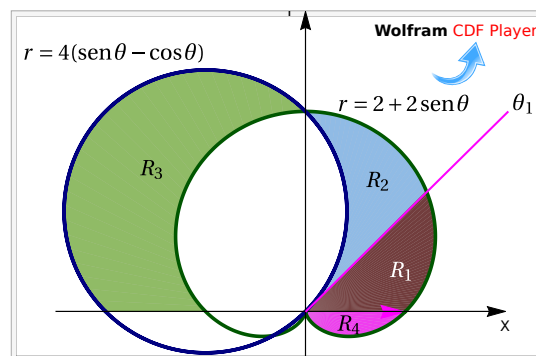 Wolfram CDF Player
r = 4(senθ − cosθ)
r = 2 + 2 senθ
θ₁
R₃
R₂
R₁
R₄
X